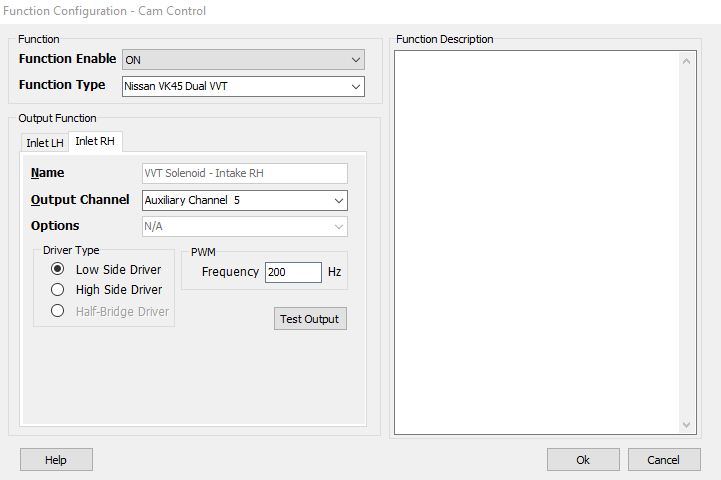 Function Configuration - Cam Control
Function
Function Enable ON
Function Type Nissan VK45 Dual VVT
Output Function
Inlet LH Inlet RH
Name VVT Solenoid - Intake RH
Output Channel Auxiliary Channel 5
Options N/A
Driver Type
Low Side Driver
High Side Driver
Half-Bridge Driver
PWM
Frequency 200 Hz
Test Output
Function Description
Help Ok Cancel